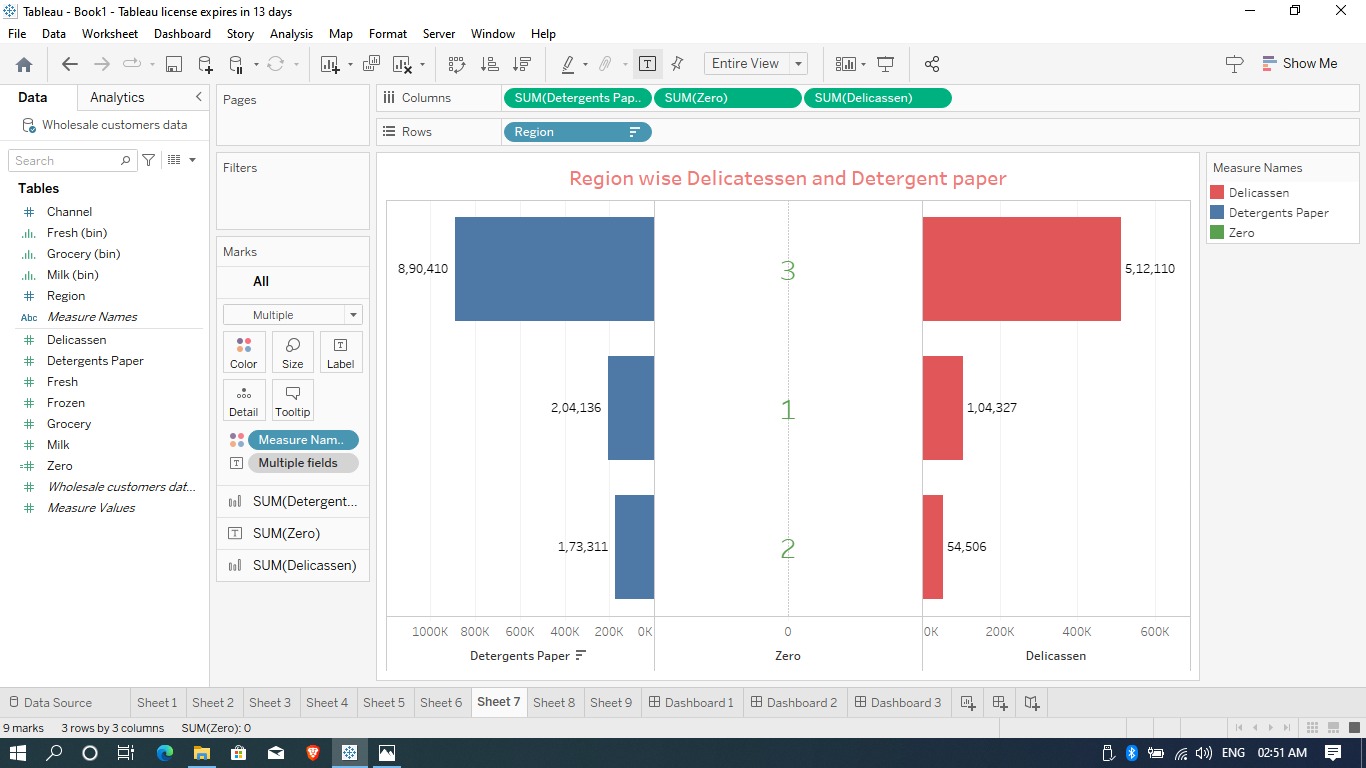 Tableau - Book1 - Tableau license expires in 13 days
File Data Worksheet Dashboard Story Analysis Map Format Server Window Help
Entire View
Show Me
Data Analytics
Wholesale customers data
Search
Tables
Channel
Fresh (bin)
Grocery (bin)
Milk (bin)
Region
Abc Measure Names
Delicassen
Detergents Paper
Fresh
Frozen
Grocery
Milk
Zero
Wholesale customers dat...
Measure Values
Pages
Filters
Marks
All
Multiple
Color Size Label
Detail Tooltip
Measure Nam..
Multiple fields
SUM(Detergent...
SUM(Zero)
SUM(Delicassen)
Columns SUM(Detergents Pap.. SUM(Zero) SUM(Delicassen)
Rows Region
Region wise Delicatessen and Detergent paper
8,90,410 3 5,12,110
2,04,136 1 1,04,327
1,73,311 2 54,506
1000K 800K 600K 400K 200K 0K 0 0K 200K 400K 600K
Detergents Paper Zero Delicassen
Measure Names
Delicassen
Detergents Paper
Zero
Data Source Sheet 1 Sheet 2 Sheet 3 Sheet 4 Sheet 5 Sheet 6 Sheet 7 Sheet 8 Sheet 9 Dashboard 1 Dashboard 2 Dashboard 3
9 marks 3 rows by 3 columns SUM(Zero): 0
ENG 02:51 AM